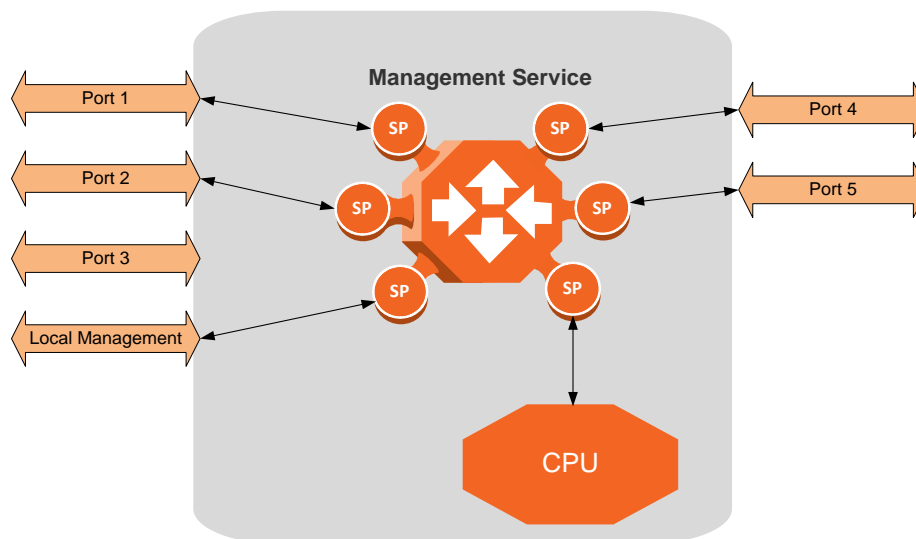 Management Service
Port 1
SP
SP
Port 4
Port 2
SP
SP
Port 5
Port 3
SP
SP
Local Management
CPU